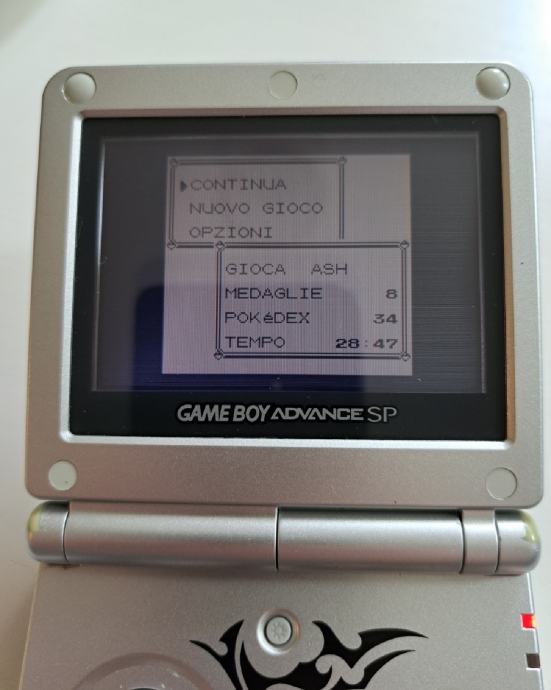 CONTINUA
NUOVO GIOCO
OPZIONI
GIOCA ASH
MEDAGLIE 8
POKéDEX 34
TEMPO 28:47
GAME BOY ADVANCE SP